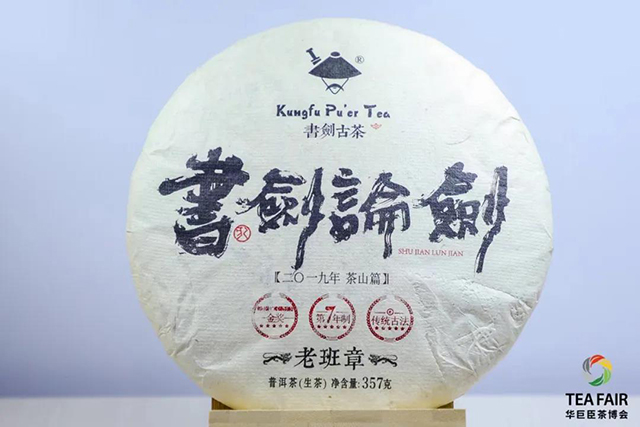 ®
Kungfu Pu'er Tea
書劍古茶
書劍論劍
SHU JIAN LUN JIAN
【二〇一九年 茶山篇】
金奖
第7年制
传统古法
老班章
普洱茶(生茶) 净含量:357克
TEA FAIR
华巨臣茶博会